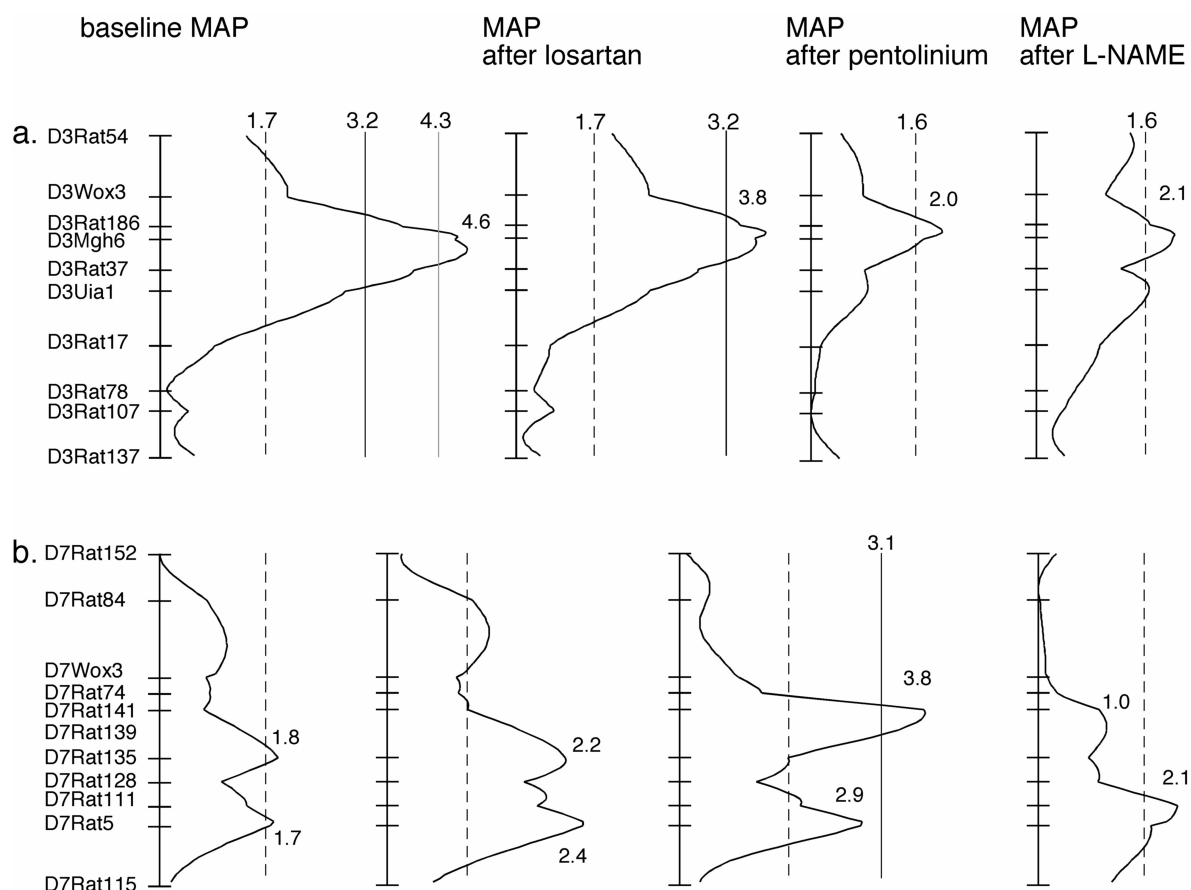 baseline MAP
MAP
after losartan
MAP
after pentolinium
MAP
after L-NAME
a.
1.7 3.2 4.3
1.7 3.2
1.6
1.6
D3Rat54
D3Wox3
D3Rat186
D3Mgh6
D3Rat37
D3Uia1
D3Rat17
D3Rat78
D3Rat107
D3Rat137
4.6
3.8
2.0
2.1
b.
D7Rat152
D7Rat84
D7Wox3
D7Rat74
D7Rat141
D7Rat139
D7Rat135
D7Rat128
D7Rat111
D7Rat5
D7Rat115
1.8
1.7
2.2
2.4
3.1
3.8
2.9
1.0
2.1